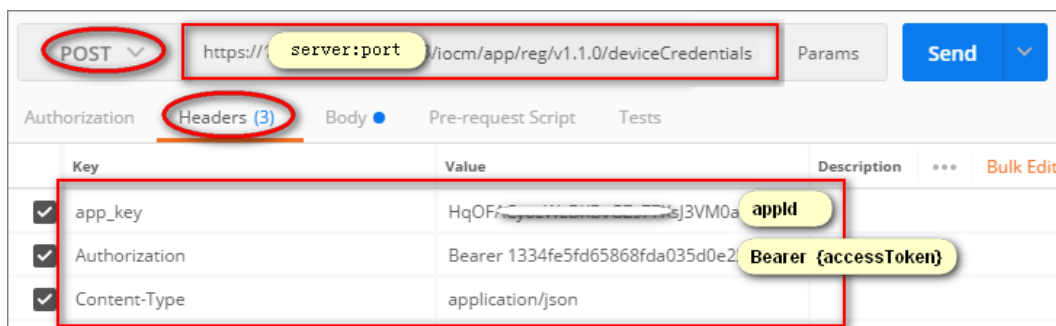 POST https:// server:port /iocm/app/reg/v1.1.0/deviceCredentials Params Send
Authorization Headers (3) Body Pre-request Script Tests
Key Value Description Bulk Edit
app_key appId
Authorization Bearer 1334fe5fd65868fda035d0e2 Bearer {accessToken}
Content-Type application/json